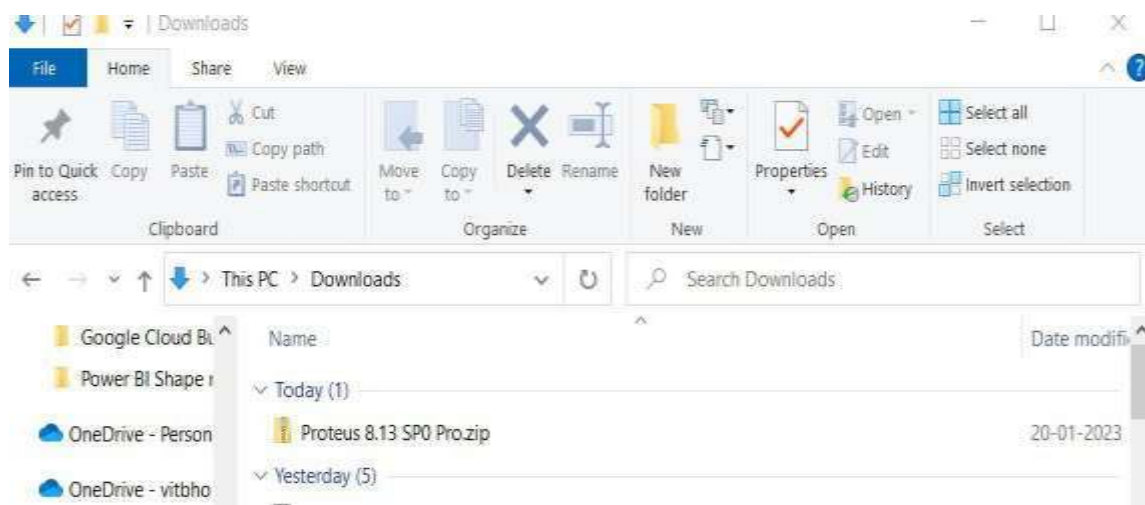 Downloads
File Home Share View
Pin to Quick access
Copy
Paste
Cut
Copy path
Paste shortcut
Move to
Copy to
Delete
Rename
New folder
Properties
Open
Edit
History
Select all
Select none
Invert selection
Clipboard Organize New Open Select
This PC > Downloads
Search Downloads
Google Cloud Bu
Power BI Shape r
OneDrive - Person
OneDrive - vitbho
Name Date modifi
Today (1)
Proteus 8.13 SP0 Pro.zip 20-01-2023
Yesterday (5)